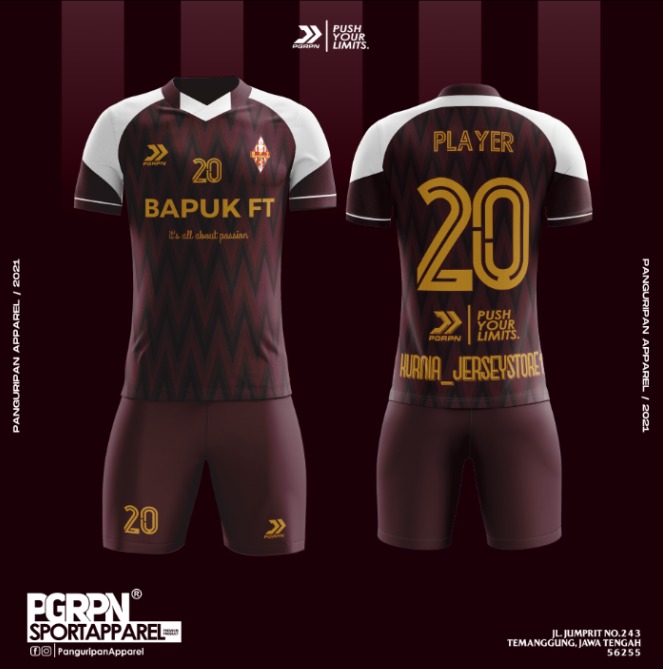 PGRPN
PUSH
YOUR
LIMITS.
PGRPN
20
BAPUK FT
it's all about passion
PLAYER
20
PGRPN
PUSH
YOUR
LIMITS.
KURNIA_JERSEYSTORE
20
PGRPN
PANGURIPAN APPAREL / 2021
PANGURIPAN APPAREL / 2021
PGRPN®
SPORTAPPAREL
PanguripanApparel
JL. JUMPRIT NO.243
TEMANGGUNG, JAWA TENGAH
56255